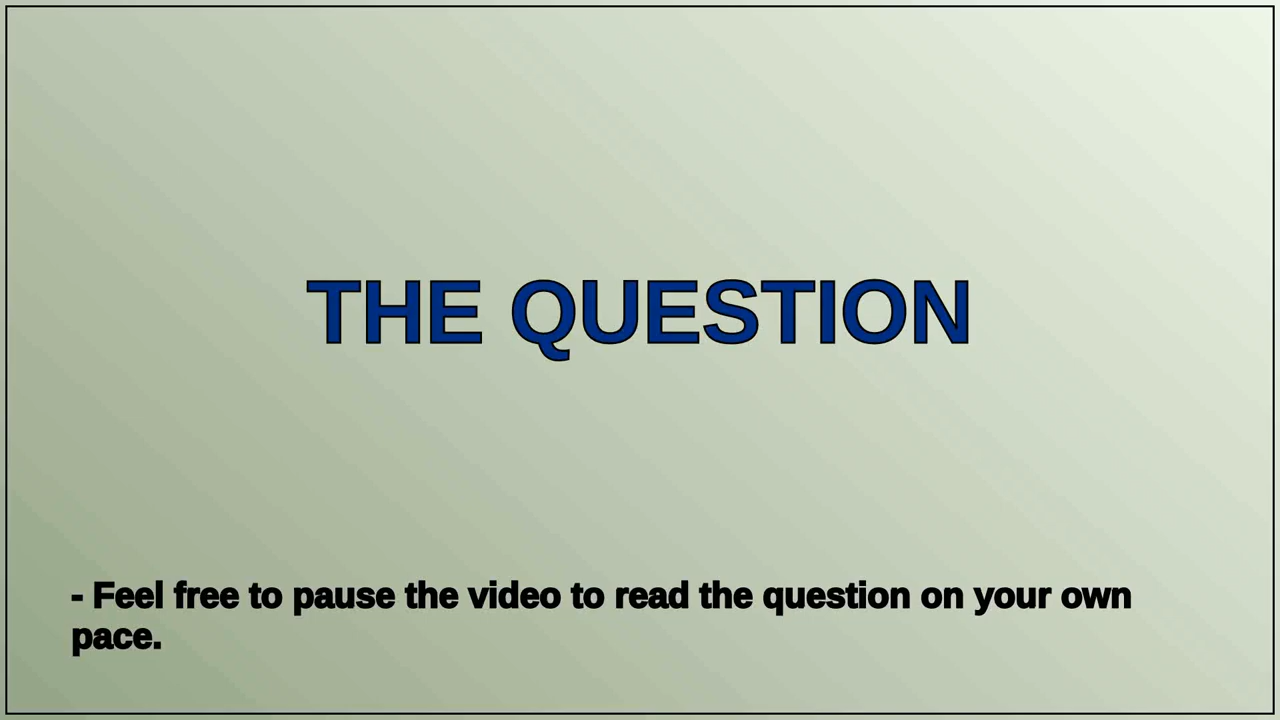 THE QUESTION
- Feel free to pause the video to read the question on your own
pace.